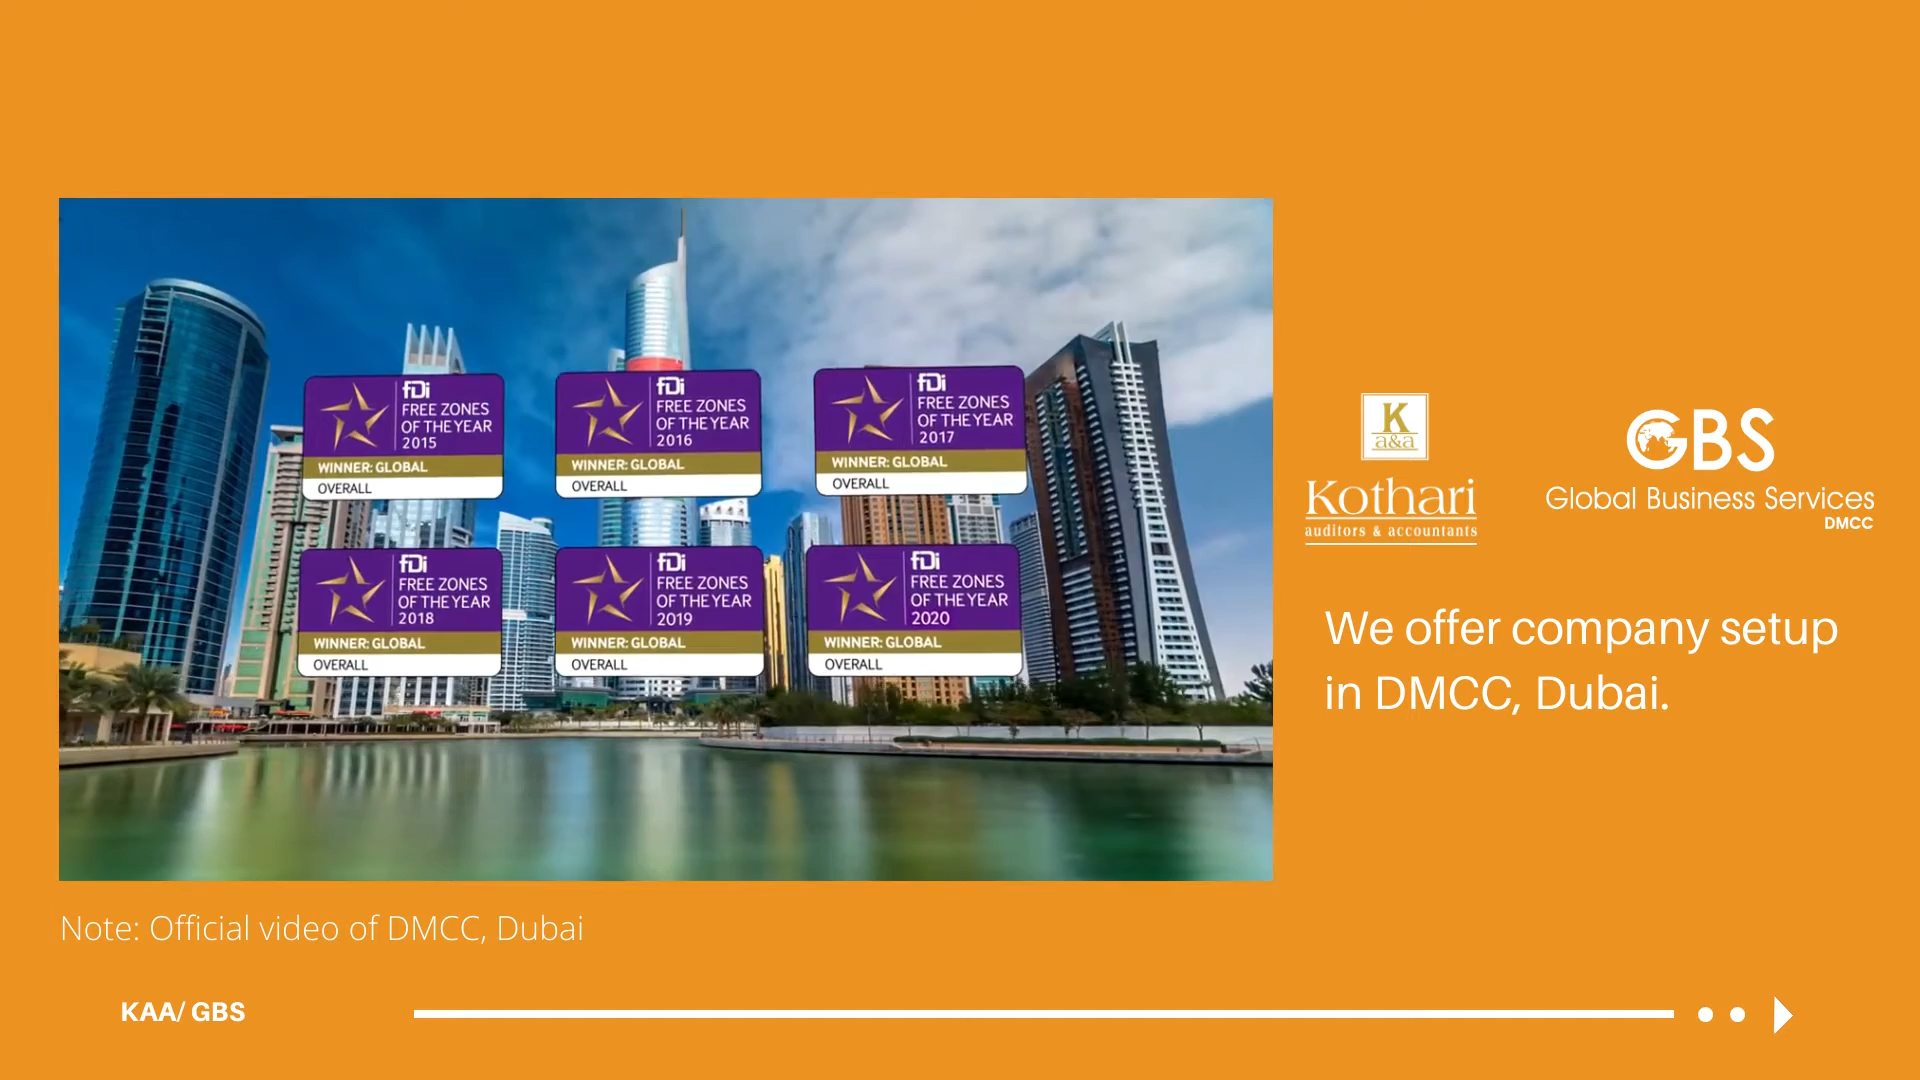 fDi
FREE ZONES
OF THE YEAR
2015
WINNER: GLOBAL
OVERALL
fDi
FREE ZONES
OF THE YEAR
2016
WINNER: GLOBAL
OVERALL
fDi
FREE ZONES
OF THE YEAR
2017
WINNER: GLOBAL
OVERALL
fDi
FREE ZONES
OF THE YEAR
2018
WINNER: GLOBAL
OVERALL
fDi
FREE ZONES
OF THE YEAR
2019
WINNER: GLOBAL
OVERALL
fDi
FREE ZONES
OF THE YEAR
2020
WINNER: GLOBAL
OVERALL
K
a&a
Kothari
auditors & accountants
GBS
Global Business Services
DMCC
We offer company setup
in DMCC, Dubai.
Note: Official video of DMCC, Dubai
KAA/ GBS